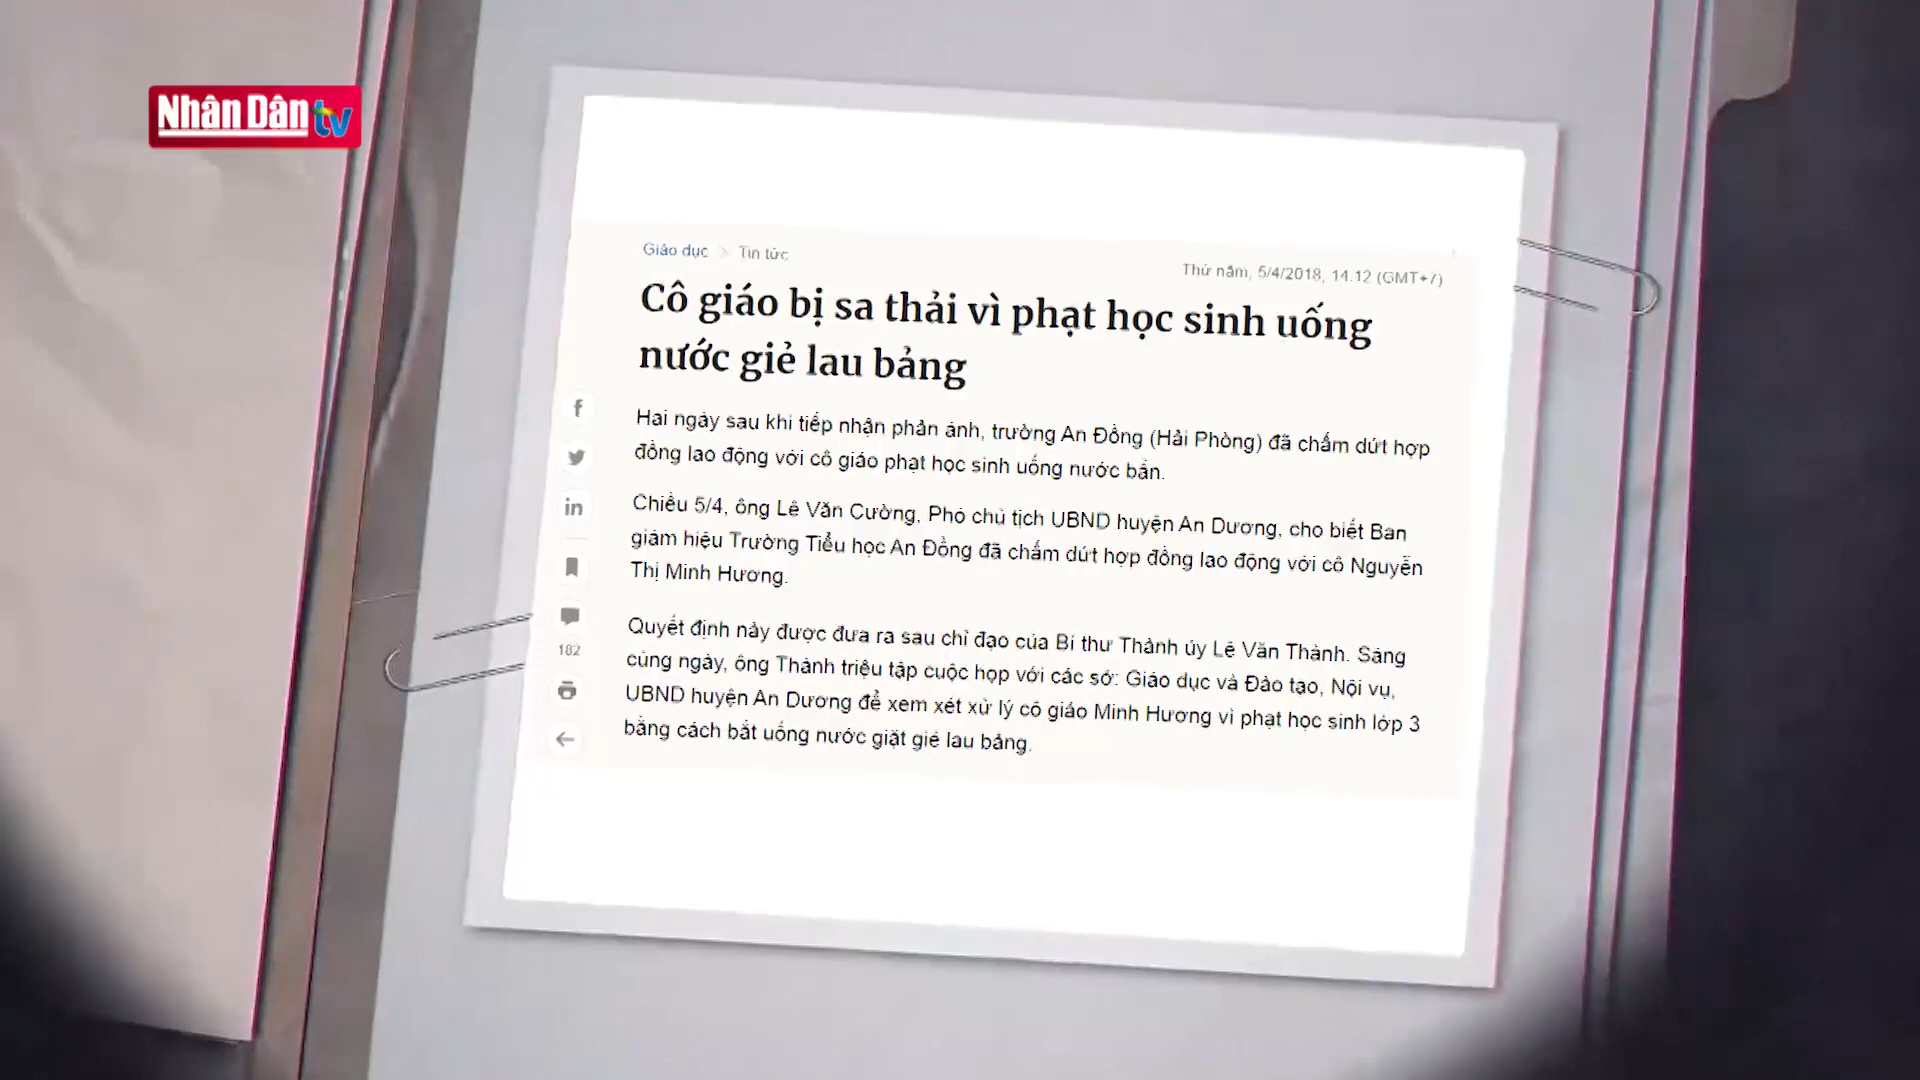 Nhân Dân tv
Giáo dục > Tin tức
Thứ năm, 5/4/2018, 14:12 (GMT+7)
Cô giáo bị sa thải vì phạt học sinh uống
nước giẻ lau bảng
Hai ngày sau khi tiếp nhận phản ánh, trường An Đồng (Hải Phòng) đã chấm dứt hợp
đồng lao động với cô giáo phạt học sinh uống nước bẩn.
Chiều 5/4, ông Lê Văn Cường, Phó chủ tịch UBND huyện An Dương, cho biết Ban
giám hiệu Trường Tiểu học An Đồng đã chấm dứt hợp đồng lao động với cô Nguyễn
Thị Minh Hương.
Quyết định này được đưa ra sau chỉ đạo của Bí thư Thành ủy Lê Văn Thành. Sáng
cùng ngày, ông Thành triệu tập cuộc họp với các sở: Giáo dục và Đào tạo, Nội vụ,
UBND huyện An Dương để xem xét xử lý cô giáo Minh Hương vì phạt học sinh lớp 3
bằng cách bắt uống nước giặt giẻ lau bảng.
182